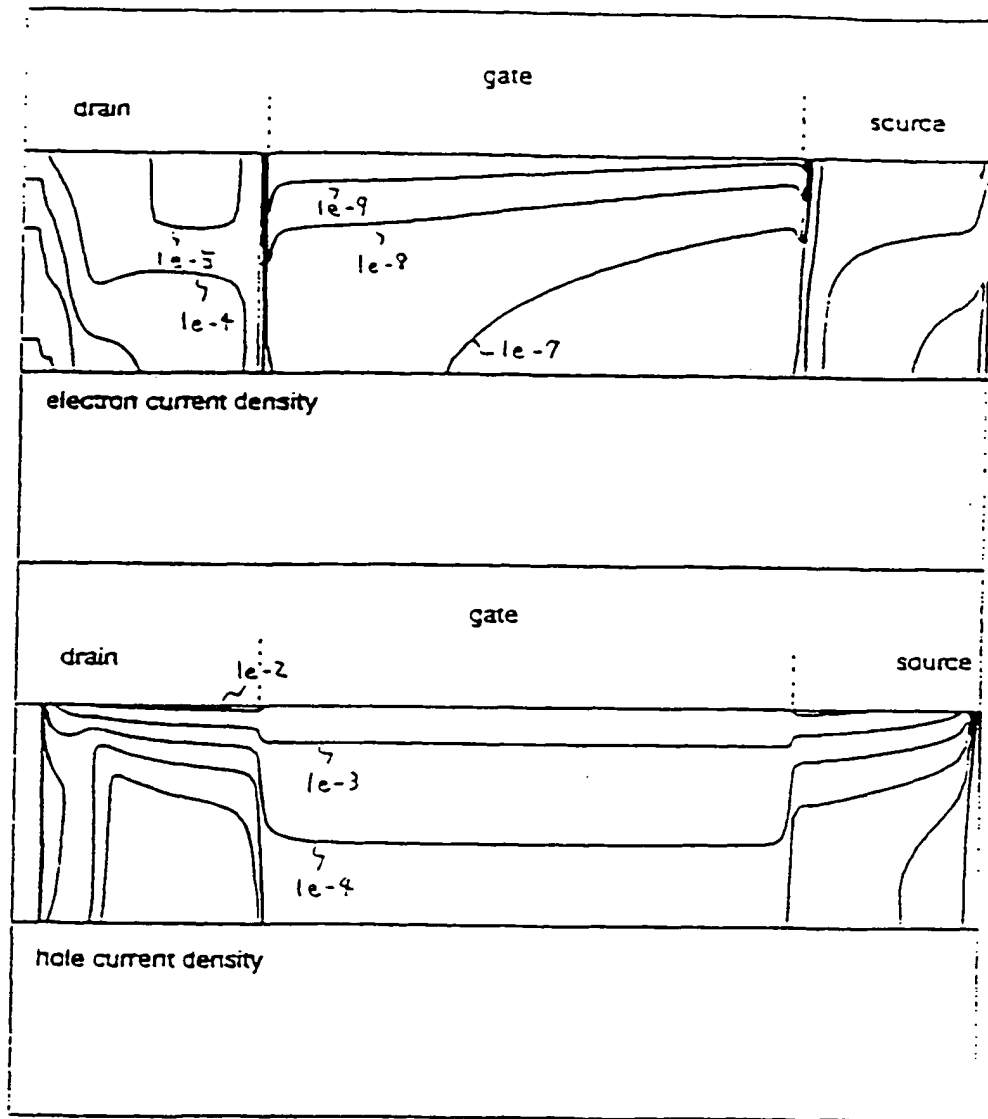 gate
drain
source
1e-9
1e-8
1e-5
1e-4
1e-7
electron current density
gate
drain
source
1e-2
1e-3
1e-4
hole current density